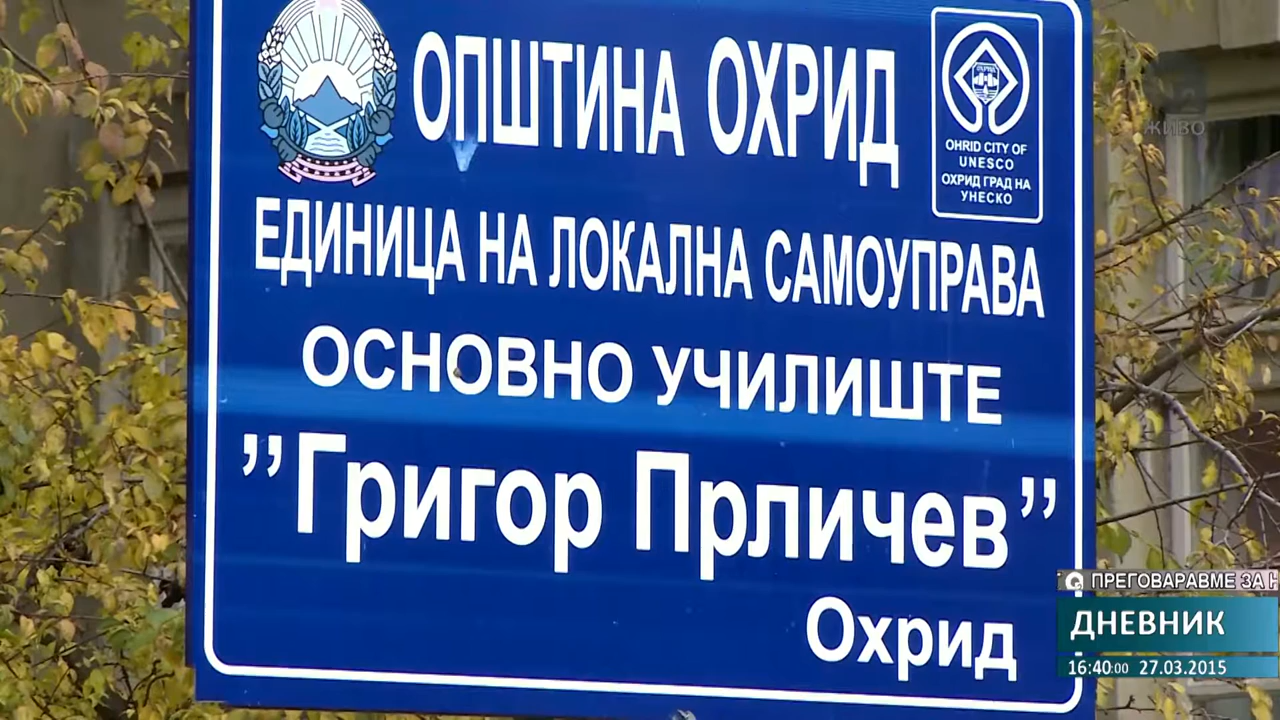 ОПШТИНА ОХРИД
OHRID CITY OF
UNESCO
ОХРИД ГРАД НА
УНЕСКО
ЕДИНИЦА НА ЛОКАЛНА САМОУПРАВА
ОСНОВНО УЧИЛИШТЕ
”Григор Прличев”
Охрид
ЖИВО
ПРЕГОВАРАВМЕ ЗА Н
ДНЕВНИК
16:40:00 27.03.2015